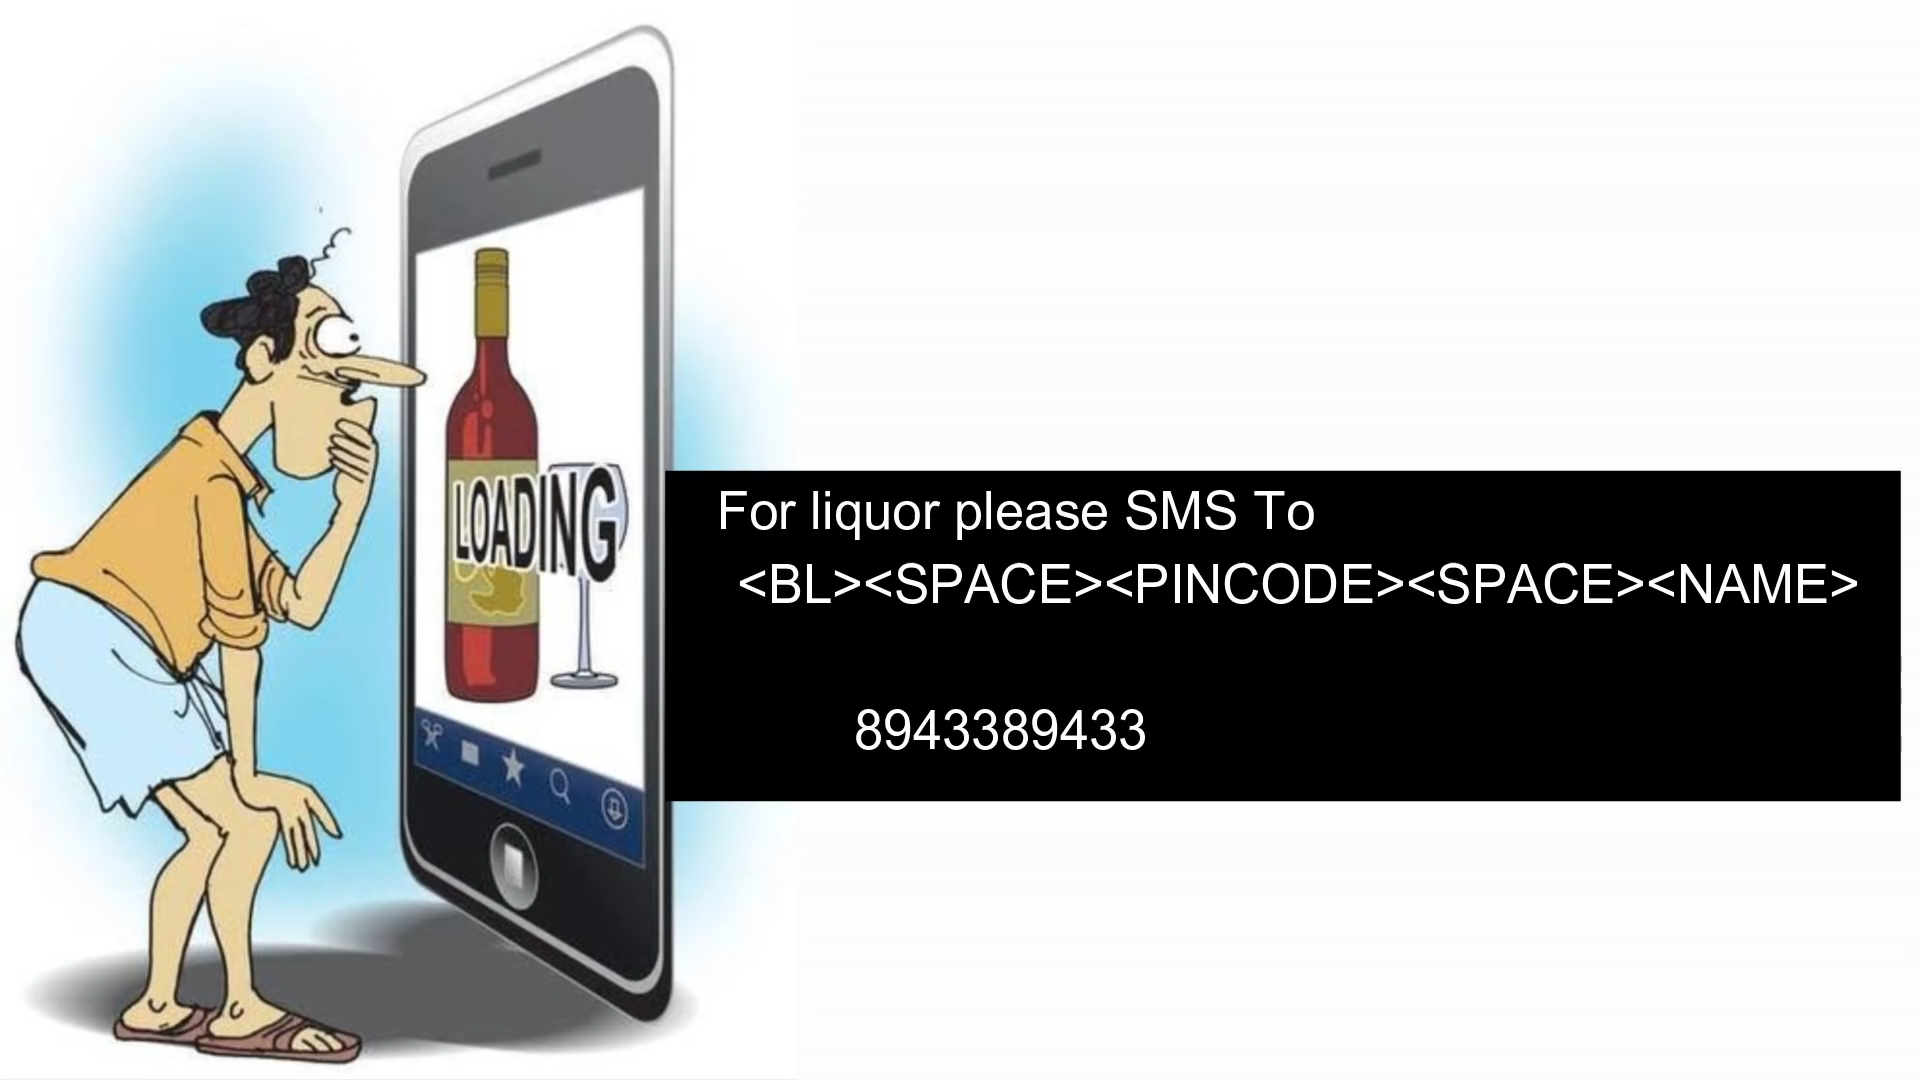 LOADING
For liquor please SMS To
<BL><SPACE><PINCODE><SPACE><NAME>
8943389433